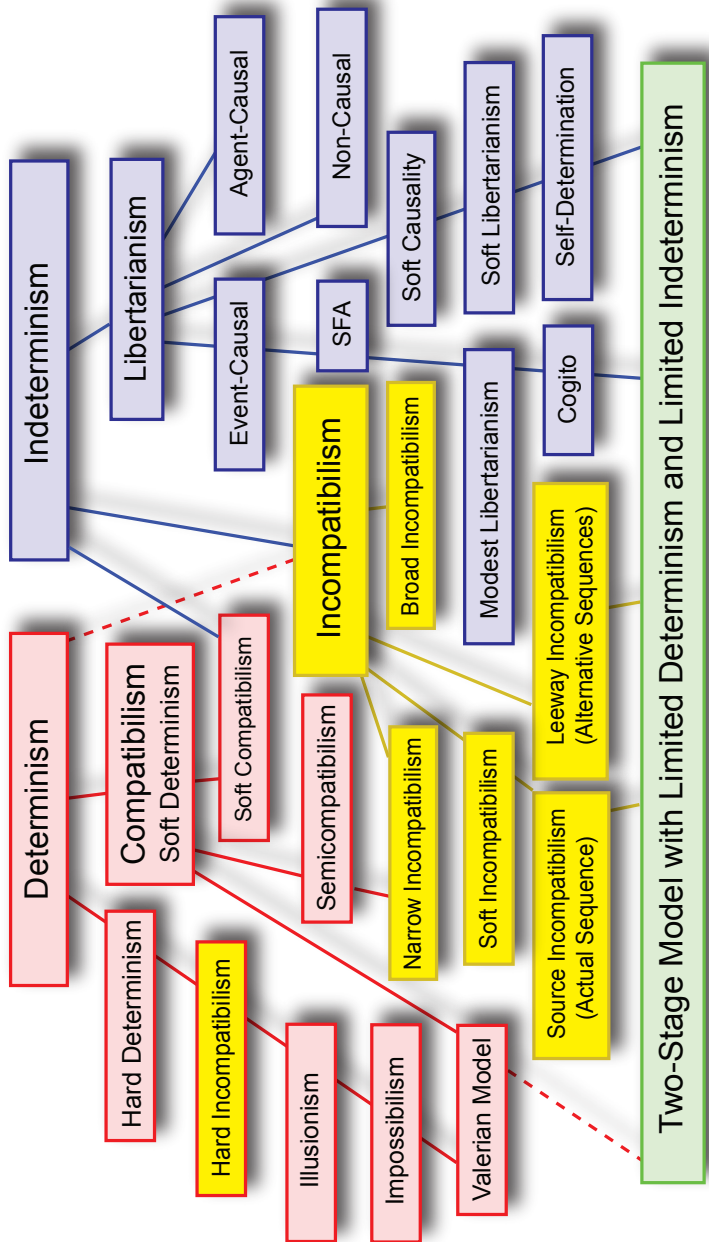 Determinism
Indeterminism
Hard Determinism
Compatibilism
Soft Determinism
Libertarianism
Hard Incompatibilism
Soft Compatibilism
Event-Causal
Agent-Causal
Illusionism
Semicompatibilism
Incompatibilism
SFA
Non-Causal
Impossibilism
Narrow Incompatibilism
Broad Incompatibilism
Soft Causality
Valerian Model
Soft Incompatibilism
Modest Libertarianism
Soft Libertarianism
Source Incompatibilism
(Actual Sequence)
Leeway Incompatibilism
(Alternative Sequences)
Cogito
Self-Determination
Two-Stage Model with Limited Determinism and Limited Indeterminism